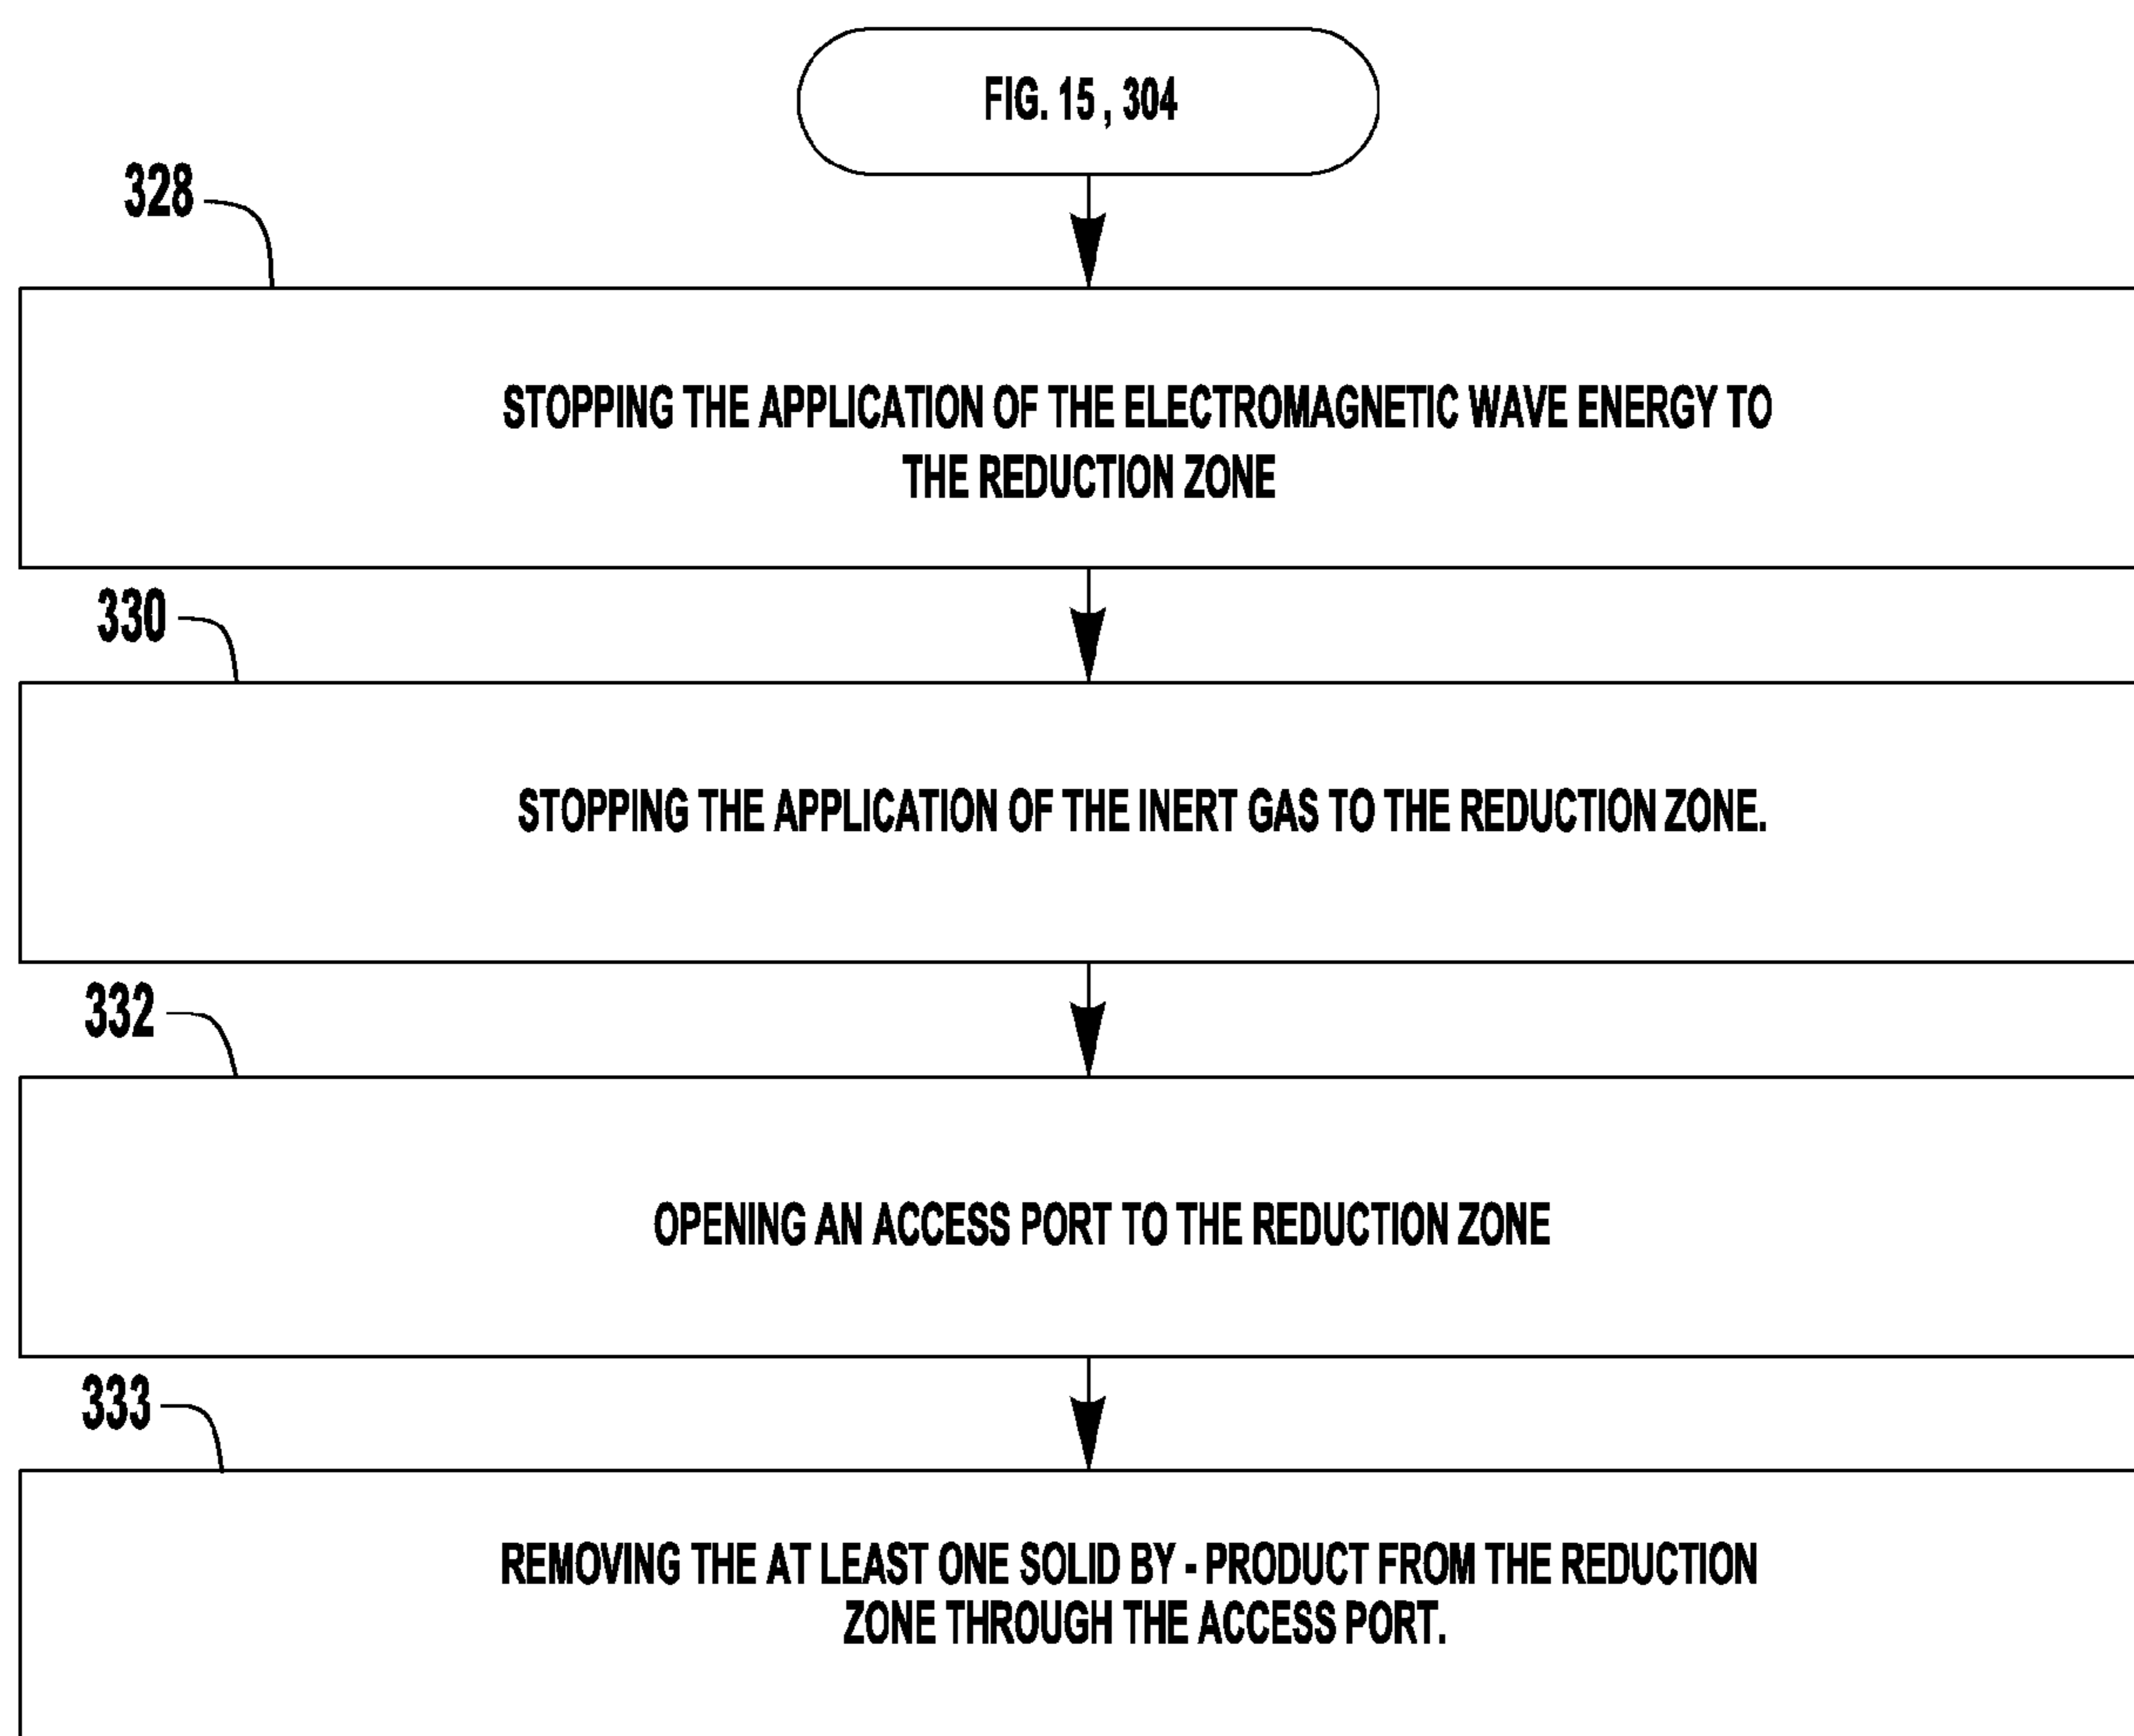 FIG. 15 , 304
328
STOPPING THE APPLICATION OF THE ELECTROMAGNETIC WAVE ENERGY TO
THE REDUCTION ZONE
330
STOPPING THE APPLICATION OF THE INERT GAS TO THE REDUCTION ZONE.
332
OPENING AN ACCESS PORT TO THE REDUCTION ZONE
333
REMOVING THE AT LEAST ONE SOLID BY - PRODUCT FROM THE REDUCTION
ZONE THROUGH THE ACCESS PORT.